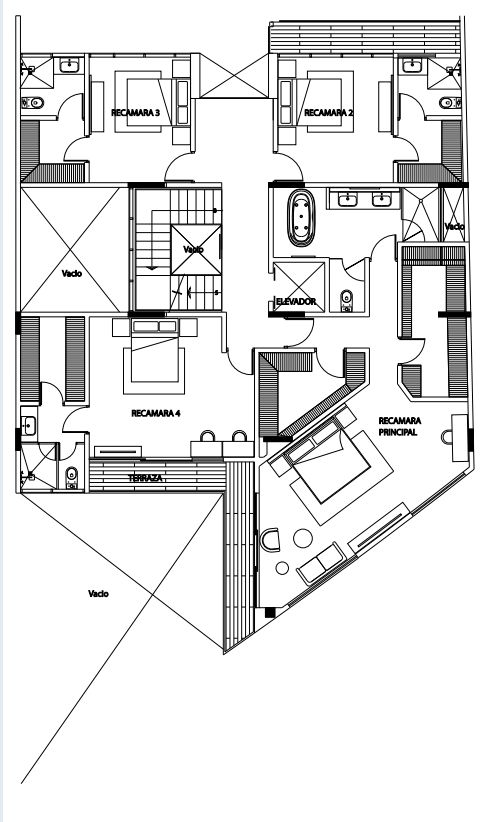 RECAMARA 3
RECAMARA 2
Vacio
Vacio
Vacio
ELEVADOR
RECAMARA 4
RECAMARA
PRINCIPAL
TERRAZA
Vacio